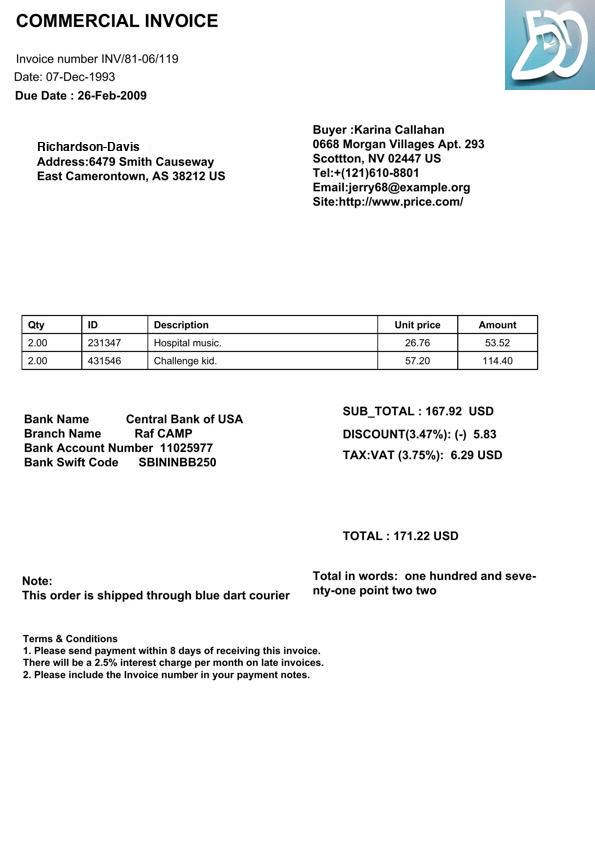 COMMERCIAL INVOICE
Invoice number INV/81-06/119
Date: 07-Dec-1993
Due Date : 26-Feb-2009
Richardson-Davis
Address:6479 Smith Causeway
East Camerontown, AS 38212 US
Buyer :Karina Callahan
0668 Morgan Villages Apt. 293
Scottton, NV 02447 US
Tel:+(121)610-8801
Email:jerry68@example.org
Site:http://www.price.com/
Qty ID Description Unit price Amount
2.00 231347 Hospital music. 26.76 53.52
2.00 431546 Challenge kid. 57.20 114.40
Bank Name Central Bank of USA
Branch Name Raf CAMP
Bank Account Number 11025977
Bank Swift Code SBININBB250
SUB_TOTAL : 167.92 USD
DISCOUNT(3.47%): (-) 5.83
TAX:VAT (3.75%): 6.29 USD
TOTAL : 171.22 USD
Total in words: one hundred and seve-
nty-one point two two
Note:
This order is shipped through blue dart courier
Terms & Conditions
1. Please send payment within 8 days of receiving this invoice.
There will be a 2.5% interest charge per month on late invoices.
2. Please include the Invoice number in your payment notes.